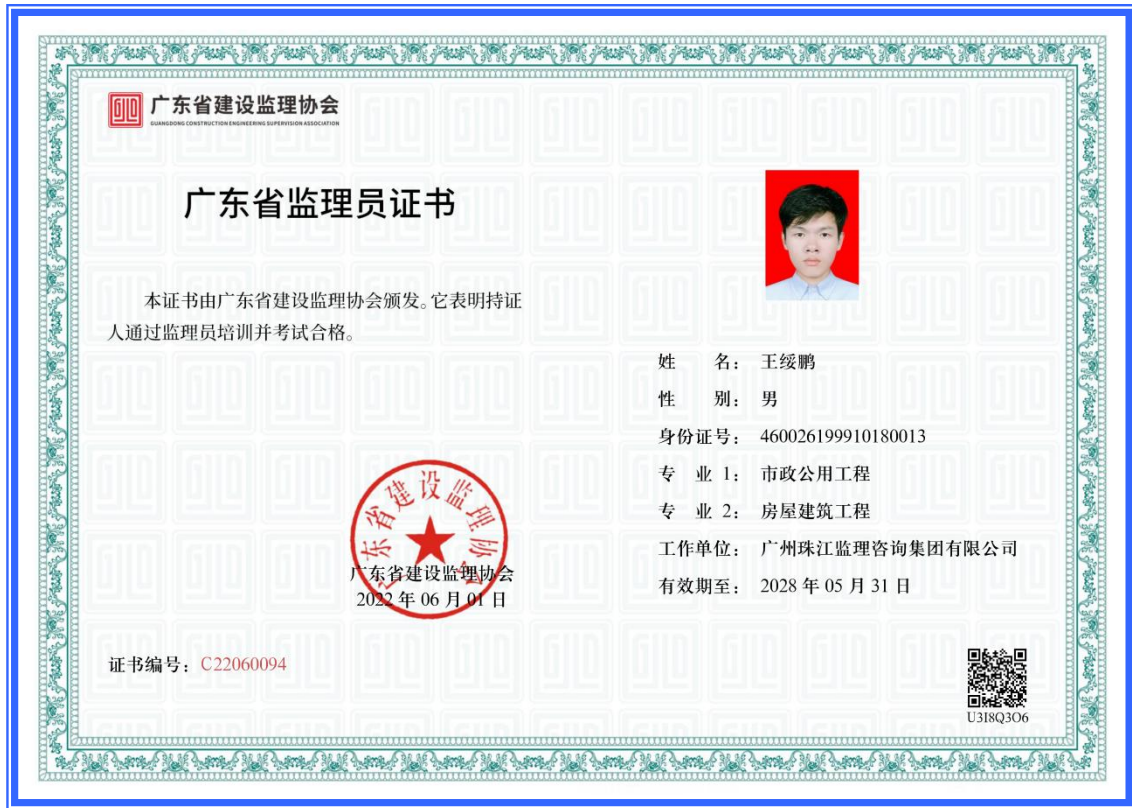 广东省建设监理协会
GUANGDONG CONSTRUCTION ENGINEERING SUPERVISION ASSOCIATION
广东省监理员证书
本证书由广东省建设监理协会颁发。它表明持证
人通过监理员培训并考试合格。
姓 名： 王绥鹏
性 别： 男
身份证号： 460026199910180013
专 业 1： 市政公用工程
专 业 2： 房屋建筑工程
工作单位： 广州珠江监理咨询集团有限公司
有效期至： 2028 年 05 月 31 日
广东省建设监理协会
广东省建设监理协会
2022 年 06 月 01 日
证书编号：C22060094
U3I8Q3O6